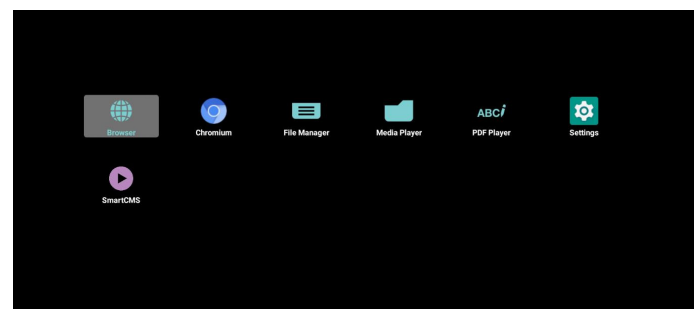 Browser
Chromium
File Manager
Media Player
ABCi
PDF Player
Settings
SmartCMS